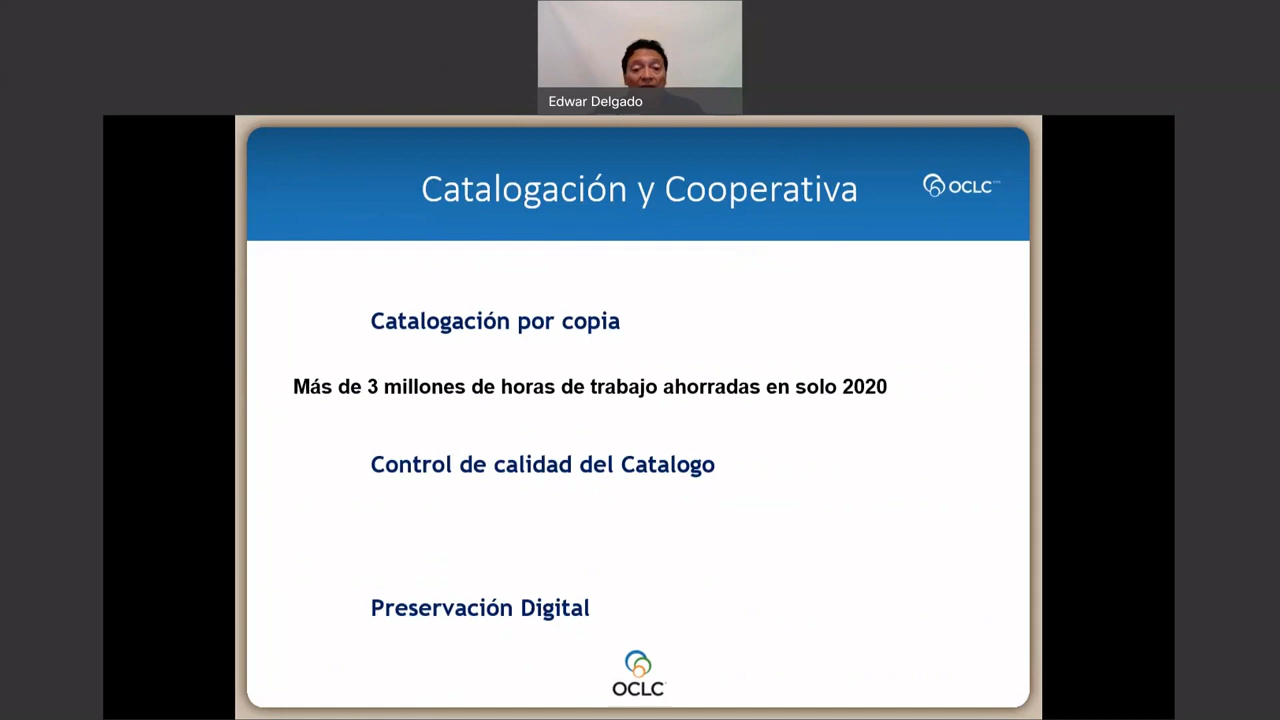 Edwar Delgado
Catalogación y Cooperativa
OCLC
Catalogación por copia
Más de 3 millones de horas de trabajo ahorradas en solo 2020
Control de calidad del Catalogo
Preservación Digital
OCLC